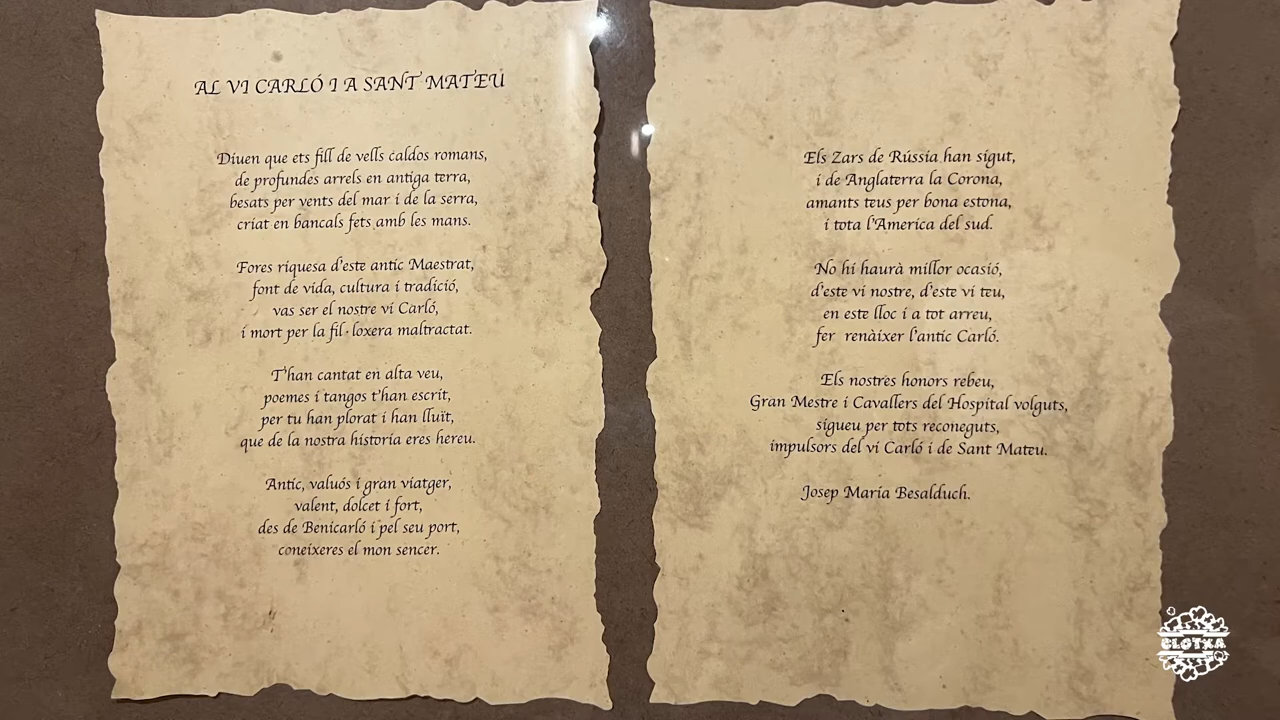 AL VI CARLÓ I A SANT MATEU
Diuen que ets fill de vells caldos romans,
de profundes arrels en antiga terra,
besats per vents del mar i de la serra,
criat en bancals fets amb les mans.
Fores riquesa d'este antic Maestrat,
font de vida, cultura i tradició,
vas ser el nostre vi Carló,
i mort per la fil·loxera maltractat.
T'han cantat en alta veu,
poemes i tangos t'han escrit,
per tu han plorat i han lluït,
que de la nostra historia eres hereu.
Antic, valuós i gran viatger,
valent, dolcet i fort,
des de Benicarló i pel seu port,
coneixeres el mon sencer.
Els Zars de Rússia han sigut,
i de Anglaterra la Corona,
amants teus per bona estona,
i tota l'America del sud.
No hi haurà millor ocasió,
d'este vi nostre, d'este vi teu,
en este lloc i a tot arreu,
fer renàixer l'antic Carló.
Els nostres honors rebeu,
Gran Mestre i Cavallers del Hospital volguts,
sigueu per tots reconeguts,
impulsors del vi Carló i de Sant Mateu.
Josep Maria Besalduch.
CLOTXA